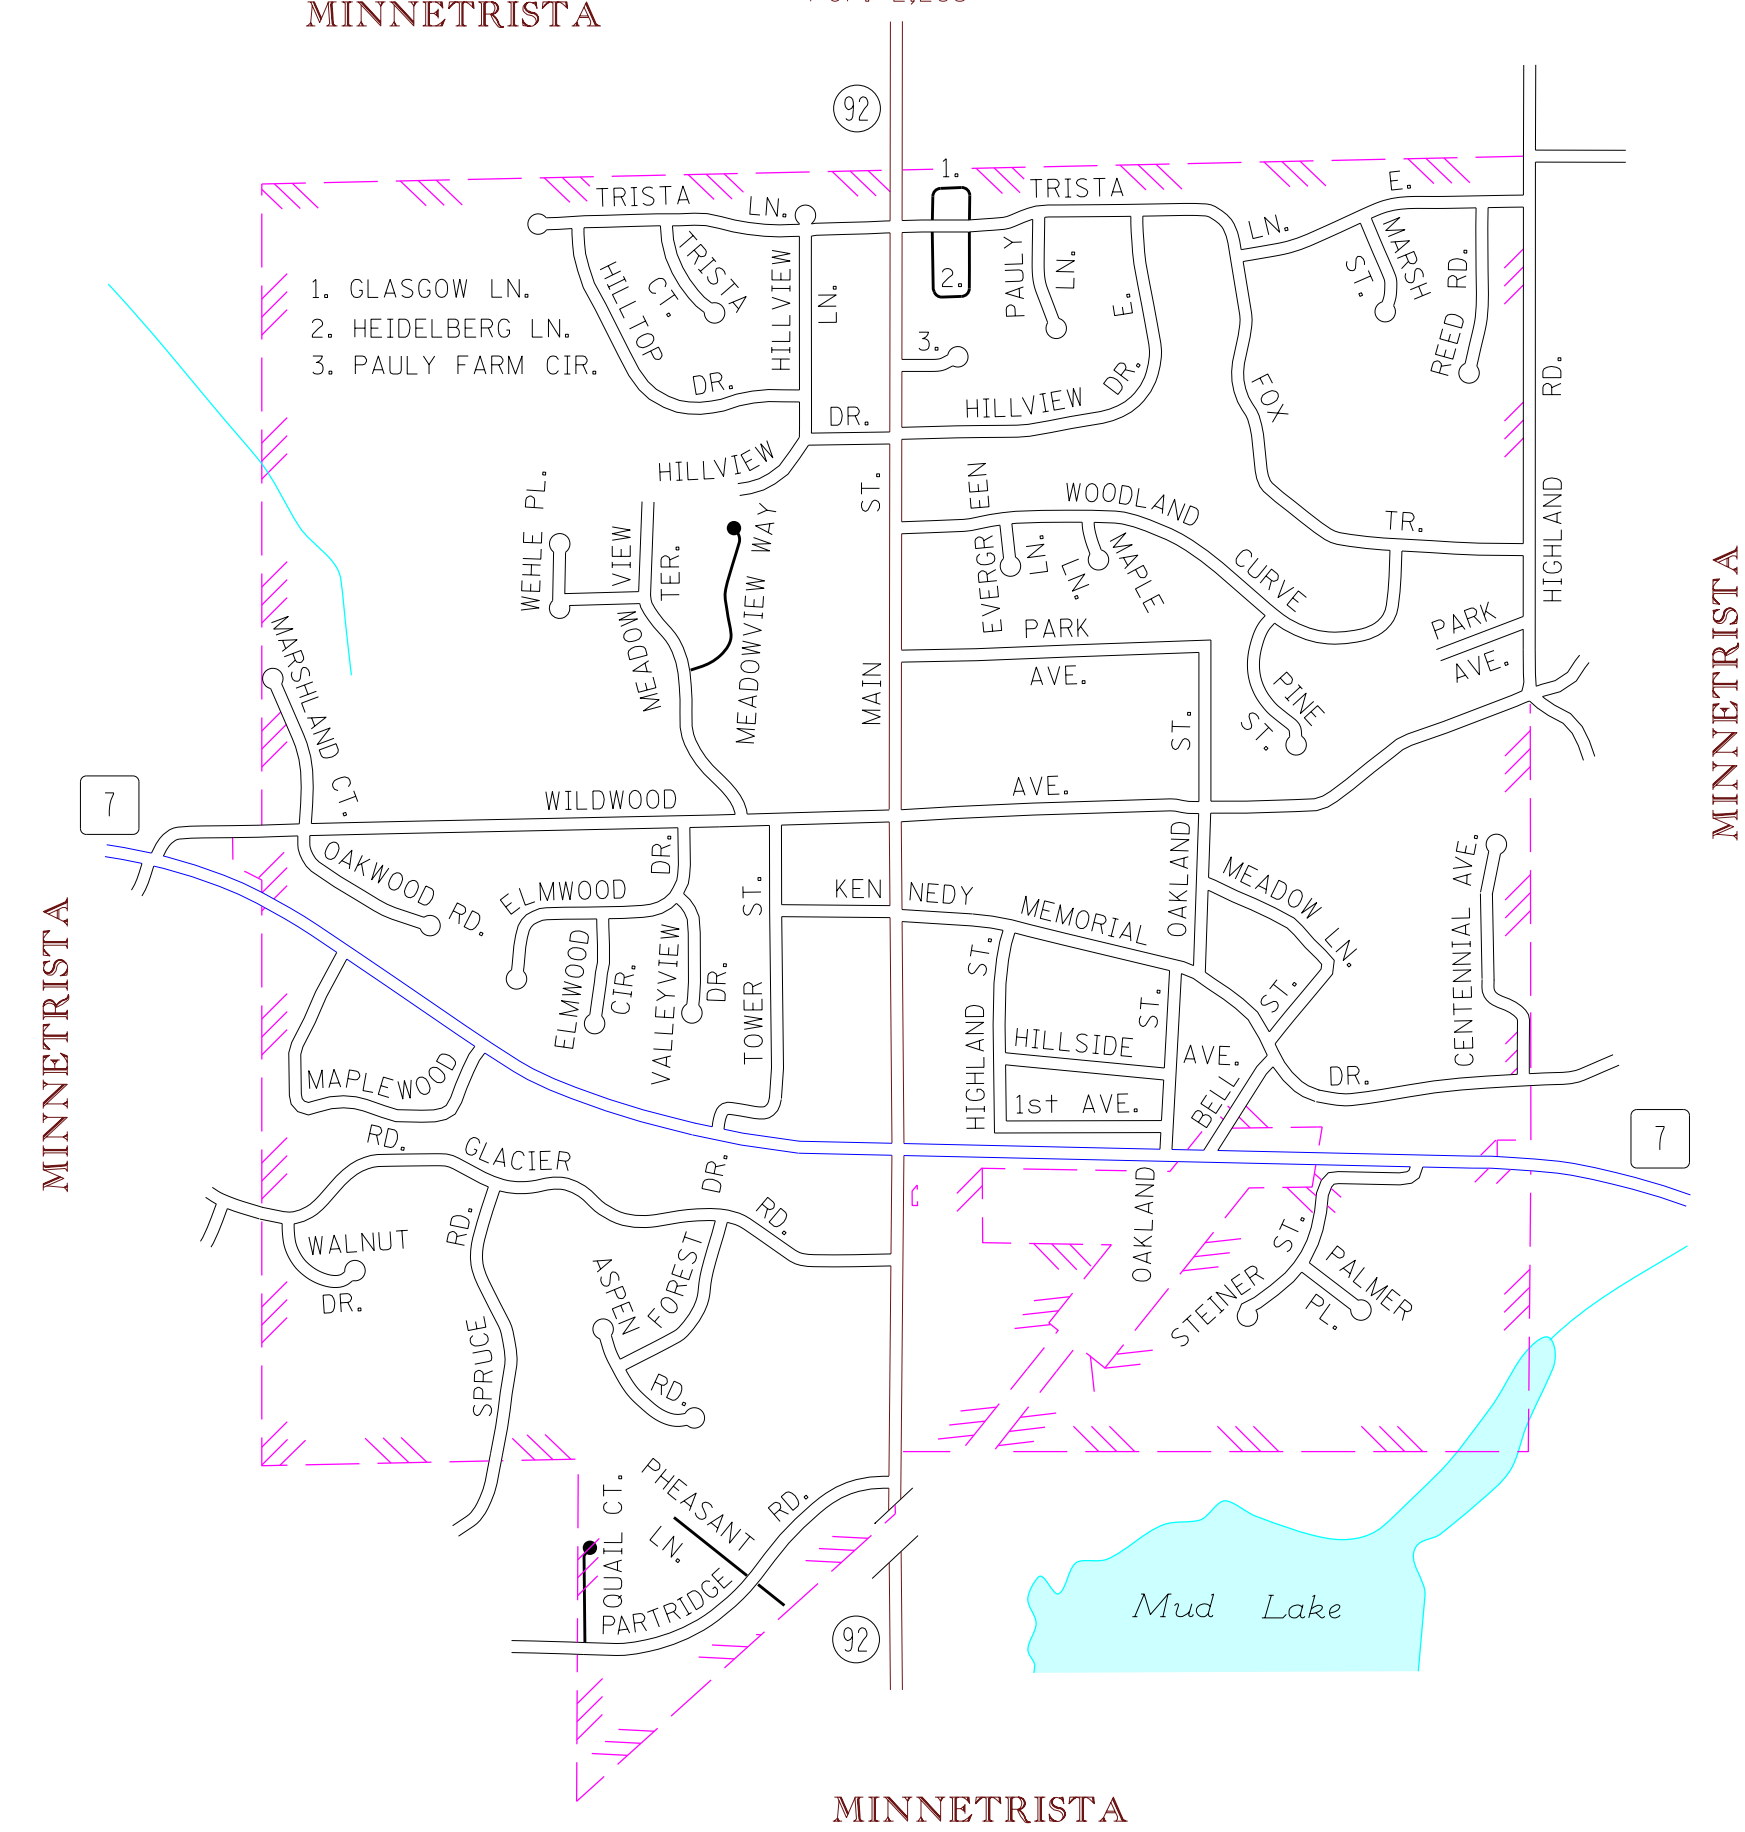 MINNETRISTA
92
1.
TRISTA LN.
TRISTA LN. E.
TRISTA CT.
HILLTOP DR.
HILLVIEW LN.
1. GLASGOW LN.
2. HEIDELBERG LN.
3. PAULY FARM CIR.
2.
3.
PAULY LN.
HILLVIEW DR. E.
MARSH ST.
REED RD.
FOX TR.
HIGHLAND RD.
HILLVIEW DR.
WEHLE PL.
MEADOW VIEW TER.
MEADOWVIEW WAY
MAIN ST.
EVERGR EEN LN.
MAPLE LN.
WOODLAND CURVE
PARK AVE.
PARK AVE.
PINE ST.
MARSHLAND CT.
MINNETRISTA
7
WILDWOOD AVE.
OAKWOOD RD.
ELMWOOD DR.
ELMWOOD CIR.
VALLEYVIEW DR.
TOWER ST.
KEN NEDY MEMORIAL DR.
OAKLAND ST.
MEADOW LN.
CENTENNIAL AVE.
MINNETRISTA
HIGHLAND ST.
HILLSIDE AVE.
1st AVE.
BELL ST.
MAPLEWOOD RD.
7
GLACIER RD.
WALNUT DR.
SPRUCE RD.
FOREST DR.
ASPEN RD.
OAKLAND ST.
STEINER ST.
PALMER PL.
QUAIL CT.
PHEASANT LN.
PARTRIDGE RD.
92
Mud Lake
MINNETRISTA